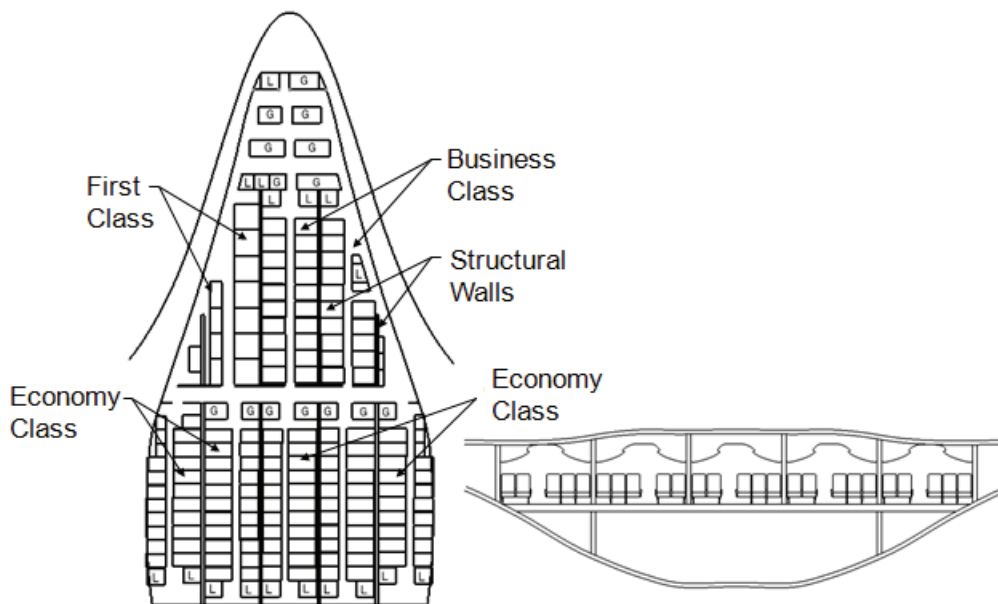 L G
G G
G G
L L G G
L L L
First
Class
Business
Class
L
Structural
Walls
Economy
Class
Economy
Class
G G G G G G
L L L L L L L L
L L L L L L